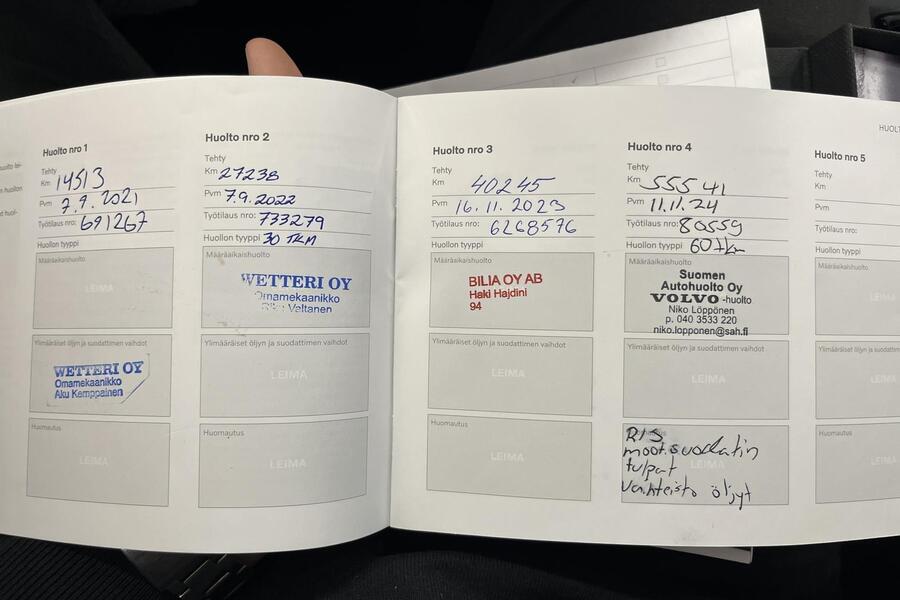 Huolto nro 1
Tehty
Km 14513
Pvm 7.9.2021
Työtilaus nro: 691267
Huollon tyyppi
Määräaikaishuolto
LEIMA
Ylimääräiset öljyn ja suodattimen vaihdot
WETTERI OY
Omamekaanikko
Aku Kemppainen
Huomautus
LEIMA
Huolto nro 2
Tehty
Km 27238
Pvm 7.9.2022
Työtilaus nro: 733279
Huollon tyyppi 30 TKM
Määräaikaishuolto
WETTERI OY
Omamekaanikko
Veltanen
Ylimääräiset öljyn ja suodattimen vaihdot
LEIMA
Huomautus
LEIMA
Huolto nro 3
Tehty
Km 40245
Pvm 16.11.2023
Työtilaus nro: 6268576
Huollon tyyppi
Määräaikaishuolto
BILIA OY AB
Haki Hajdini
94
Ylimääräiset öljyn ja suodattimen vaihdot
LEIMA
Huomautus
LEIMA
Huolto nro 4
Tehty
Km 55541
Pvm 11.11.24
Työtilaus nro: 80559
Huollon tyyppi 60tkm
Määräaikaishuolto
Suomen
Autohuolto Oy
VOLVO -huolto
Niko Löppönen
p. 040 3533 220
niko.lopponen@sah.fi
Ylimääräiset öljyn ja suodattimen vaihdot
LEIMA
R/S
moot.suodatin
tulpat
vaihteisto öljyt
HUOLT
Huolto nro 5
Tehty
Km
Pvm
Työtilaus nro:
Huollon tyyppi
Määräaikaishuolto
LEIMA
Ylimääräiset öljyn ja suodattimen
LEIMA
Huomautus
LEIMA